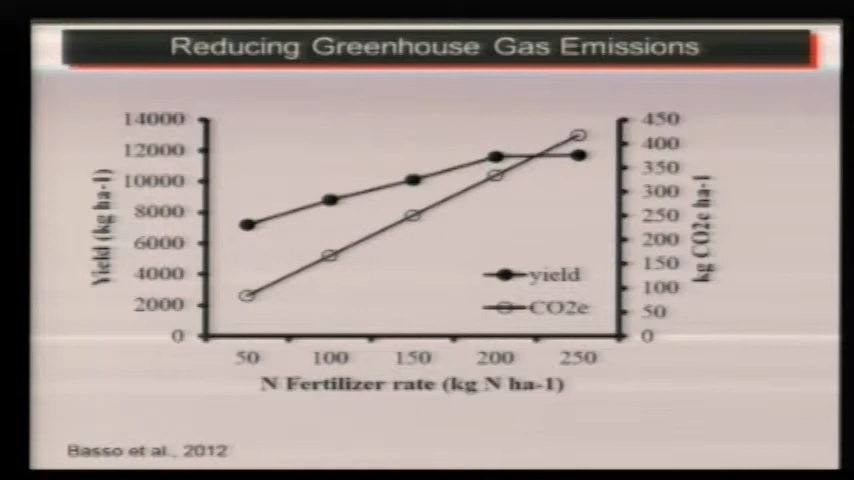 Reducing Greenhouse Gas Emissions
14000
12000
10000
8000
6000
4000
2000
0
Yield (kg ha-1)
450
400
350
300
250
200
150
100
50
0
kg CO2e ha-1
yield
CO2e
50 100 150 200 250
N Fertilizer rate (kg N ha-1)
Basso et al., 2012